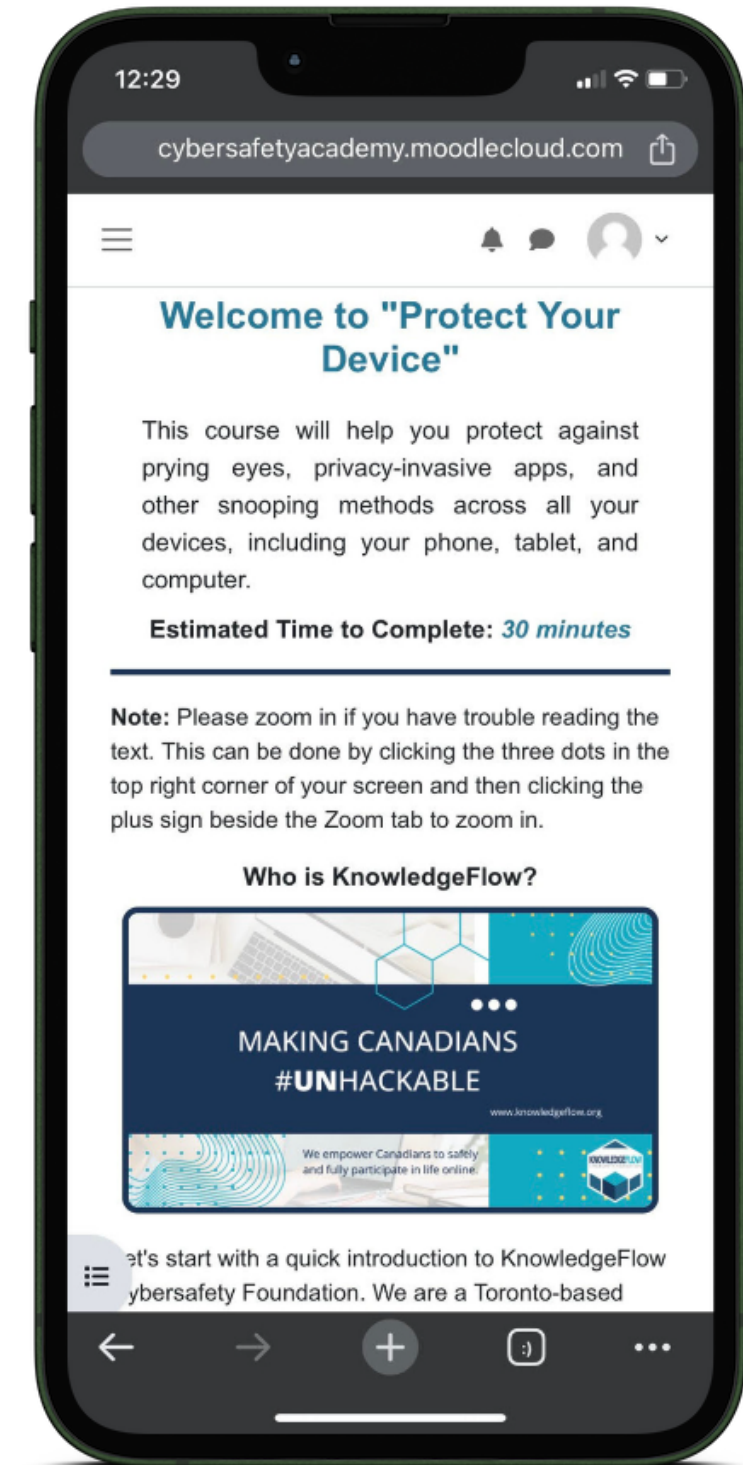 12:29
cybersafetyacademy.moodlecloud.com
Welcome to "Protect Your
Device"
This course will help you protect against
prying eyes, privacy-invasive apps, and
other snooping methods across all your
devices, including your phone, tablet, and
computer.
Estimated Time to Complete: 30 minutes
Note: Please zoom in if you have trouble reading the
text. This can be done by clicking the three dots in the
top right corner of your screen and then clicking the
plus sign beside the Zoom tab to zoom in.
Who is KnowledgeFlow?
MAKING CANADIANS
#UNHACKABLE
www.knowledgeflow.org
We empower Canadians to safely
and fully participate in life online.
KNOWLEDGEFLOW
et's start with a quick introduction to KnowledgeFlow
ybersafety Foundation. We are a Toronto-based
:)